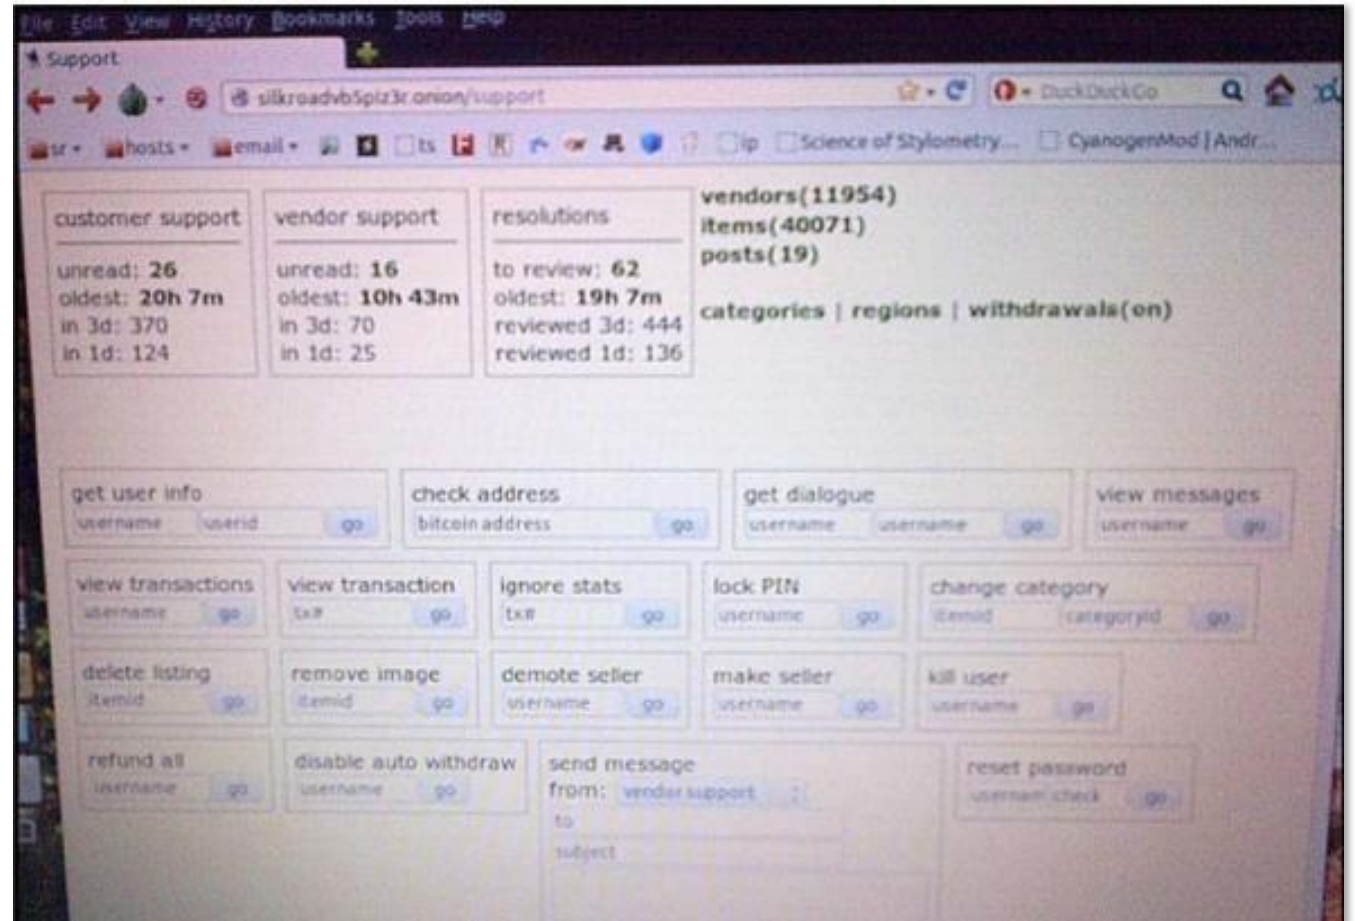 File Edit View History Bookmarks Tools Help
Support
silkroadvb5piz3r.onion/support
DuckDuckGo
sr hosts email ts ip Science of Stylometry... CyanogenMod | Andr...
customer support
unread: 26
oldest: 20h 7m
in 3d: 370
in 1d: 124
vendor support
unread: 16
oldest: 10h 43m
in 3d: 70
in 1d: 25
resolutions
to review: 62
oldest: 19h 7m
reviewed 3d: 444
reviewed 1d: 136
vendors(11954)
items(40071)
posts(19)
categories | regions | withdrawals(on)
get user info
username userid go
check address
bitcoin address go
get dialogue
username username go
view messages
username go
view transactions
username go
view transaction
tx# go
ignore stats
tx# go
lock PIN
username go
change category
itemid categoryid go
delete listing
itemid go
remove image
itemid go
demote seller
username go
make seller
username go
kill user
username go
refund all
username go
disable auto withdraw
username go
send message
from: vendor support
to
subject
reset password
usernam check go